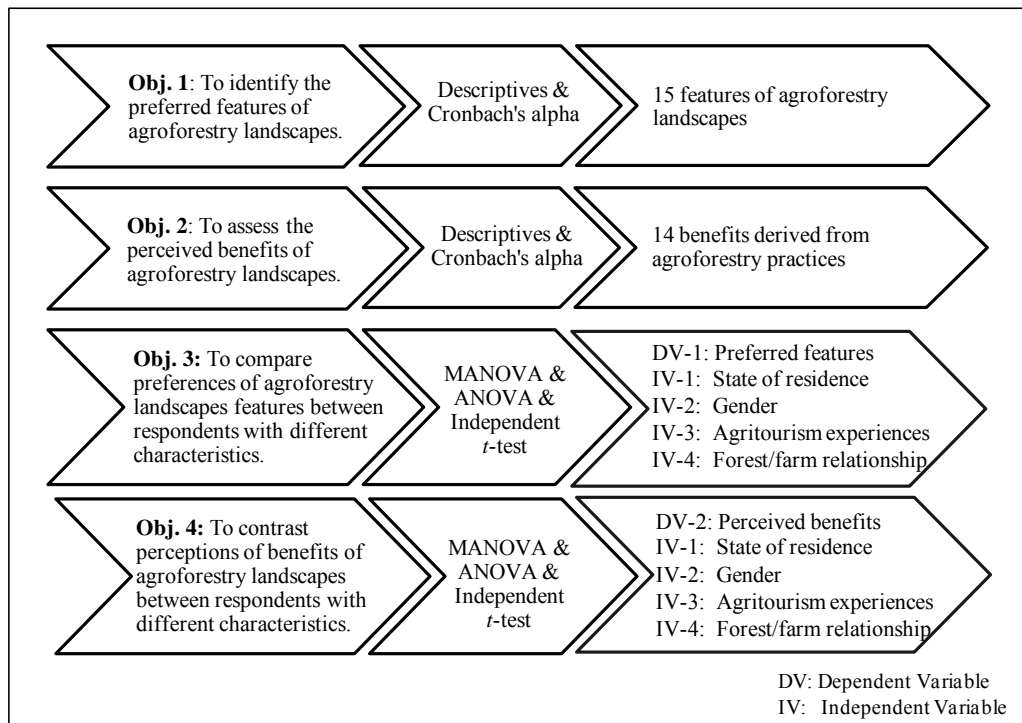 Obj. 1: To identify the
preferred features of
agroforestry landscapes.
Descriptives &
Cronbach's alpha
15 features of agroforestry
landscapes
Obj. 2: To assess the
perceived benefits of
agroforestry landscapes.
Descriptives &
Cronbach's alpha
14 benefits derived from
agroforestry practices
Obj. 3: To compare
preferences of agroforestry
landscapes features between
respondents with different
characteristics.
MANOVA &
ANOVA &
Independent
t-test
DV-1: Preferred features
IV-1: State of residence
IV-2: Gender
IV-3: Agritourism experiences
IV-4: Forest/farm relationship
Obj. 4: To contrast
perceptions of benefits of
agroforestry landscapes
between respondents with
different characteristics.
MANOVA &
ANOVA &
Independent
t-test
DV-2: Perceived benefits
IV-1: State of residence
IV-2: Gender
IV-3: Agritourism experiences
IV-4: Forest/farm relationship
DV: Dependent Variable
IV: Independent Variable